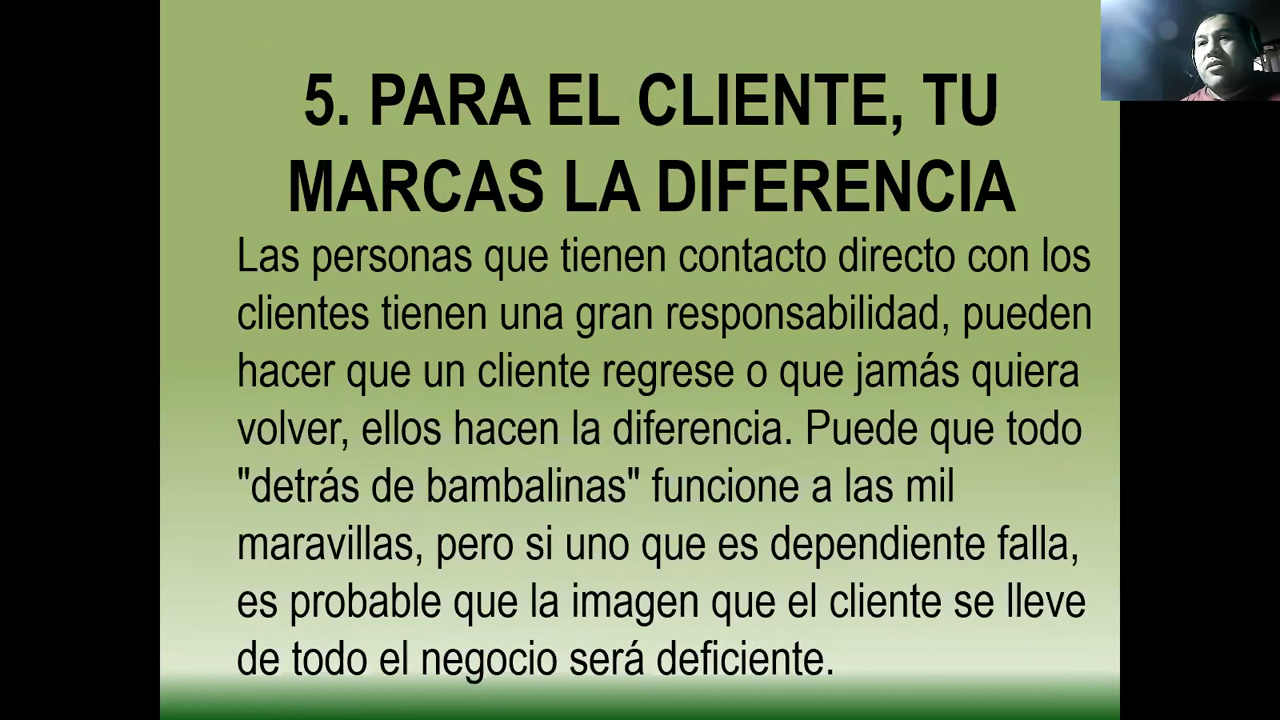 5. PARA EL CLIENTE, TU
MARCAS LA DIFERENCIA
Las personas que tienen contacto directo con los
clientes tienen una gran responsabilidad, pueden
hacer que un cliente regrese o que jamás quiera
volver, ellos hacen la diferencia. Puede que todo
"detrás de bambalinas" funcione a las mil
maravillas, pero si uno que es dependiente falla,
es probable que la imagen que el cliente se lleve
de todo el negocio será deficiente.